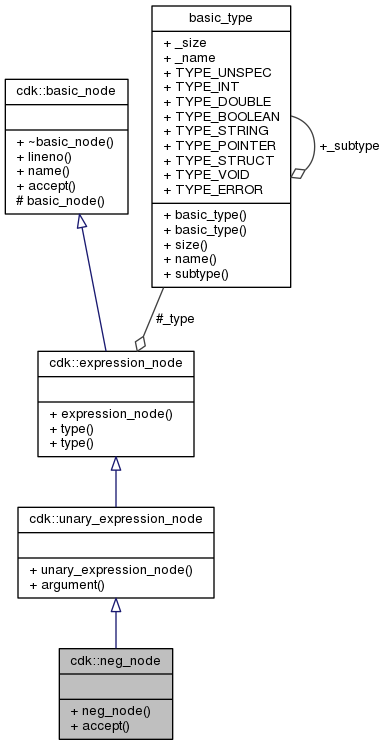 basic_type
+ _size
+ _name
+ TYPE_UNSPEC
+ TYPE_INT
+ TYPE_DOUBLE
+ TYPE_BOOLEAN
+ TYPE_STRING
+ TYPE_POINTER
+ TYPE_STRUCT
+ TYPE_VOID
+ TYPE_ERROR
+ basic_type()
+ basic_type()
+ size()
+ name()
+ subtype()
+_subtype
cdk::basic_node
+ ~basic_node()
+ lineno()
+ name()
+ accept()
# basic_node()
#_type
cdk::expression_node
+ expression_node()
+ type()
+ type()
cdk::unary_expression_node
+ unary_expression_node()
+ argument()
cdk::neg_node
+ neg_node()
+ accept()